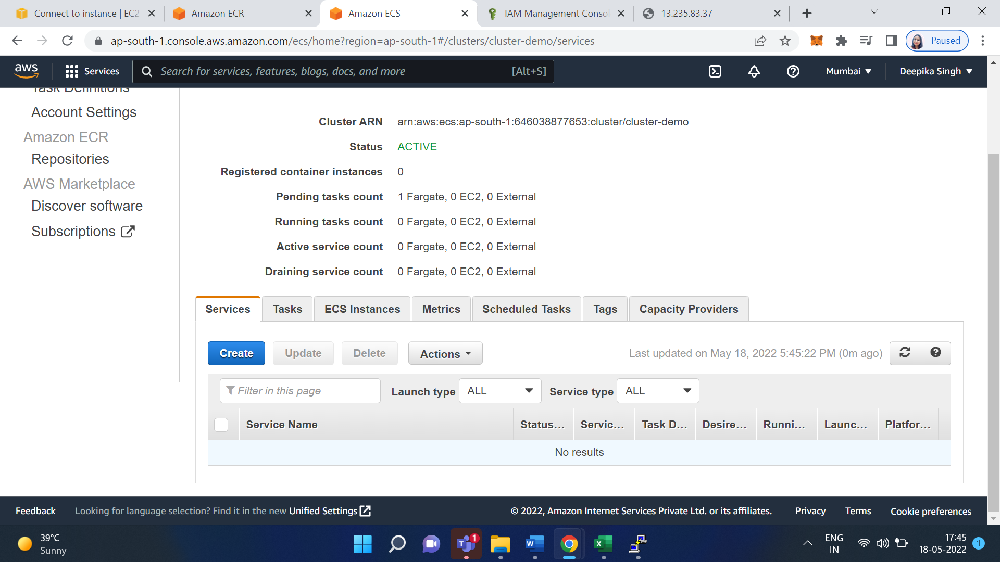 Connect to instance | EC2
Amazon ECR
Amazon ECS
IAM Management Consol
13.235.83.37
ap-south-1.console.aws.amazon.com/ecs/home?region=ap-south-1#/clusters/cluster-demo/services
Paused
aws
Services
Search for services, features, blogs, docs, and more
[Alt+S]
Mumbai
Deepika Singh
Task Definitions
Account Settings
Amazon ECR
Repositories
AWS Marketplace
Discover software
Subscriptions
Cluster ARN arn:aws:ecs:ap-south-1:646038877653:cluster/cluster-demo
Status ACTIVE
Registered container instances 0
Pending tasks count 1 Fargate, 0 EC2, 0 External
Running tasks count 0 Fargate, 0 EC2, 0 External
Active service count 0 Fargate, 0 EC2, 0 External
Draining service count 0 Fargate, 0 EC2, 0 External
Services Tasks ECS Instances Metrics Scheduled Tasks Tags Capacity Providers
Create Update Delete Actions Last updated on May 18, 2022 5:45:22 PM (0m ago)
Filter in this page Launch type ALL Service type ALL
Service Name Status... Servic... Task D... Desire... Runni... Launc... Platfor...
No results
Feedback Looking for language selection? Find it in the new Unified Settings © 2022, Amazon Internet Services Private Ltd. or its affiliates. Privacy Terms Cookie preferences
39°C
Sunny
T 1
W
X
ENG
IN
17:45
18-05-2022
1